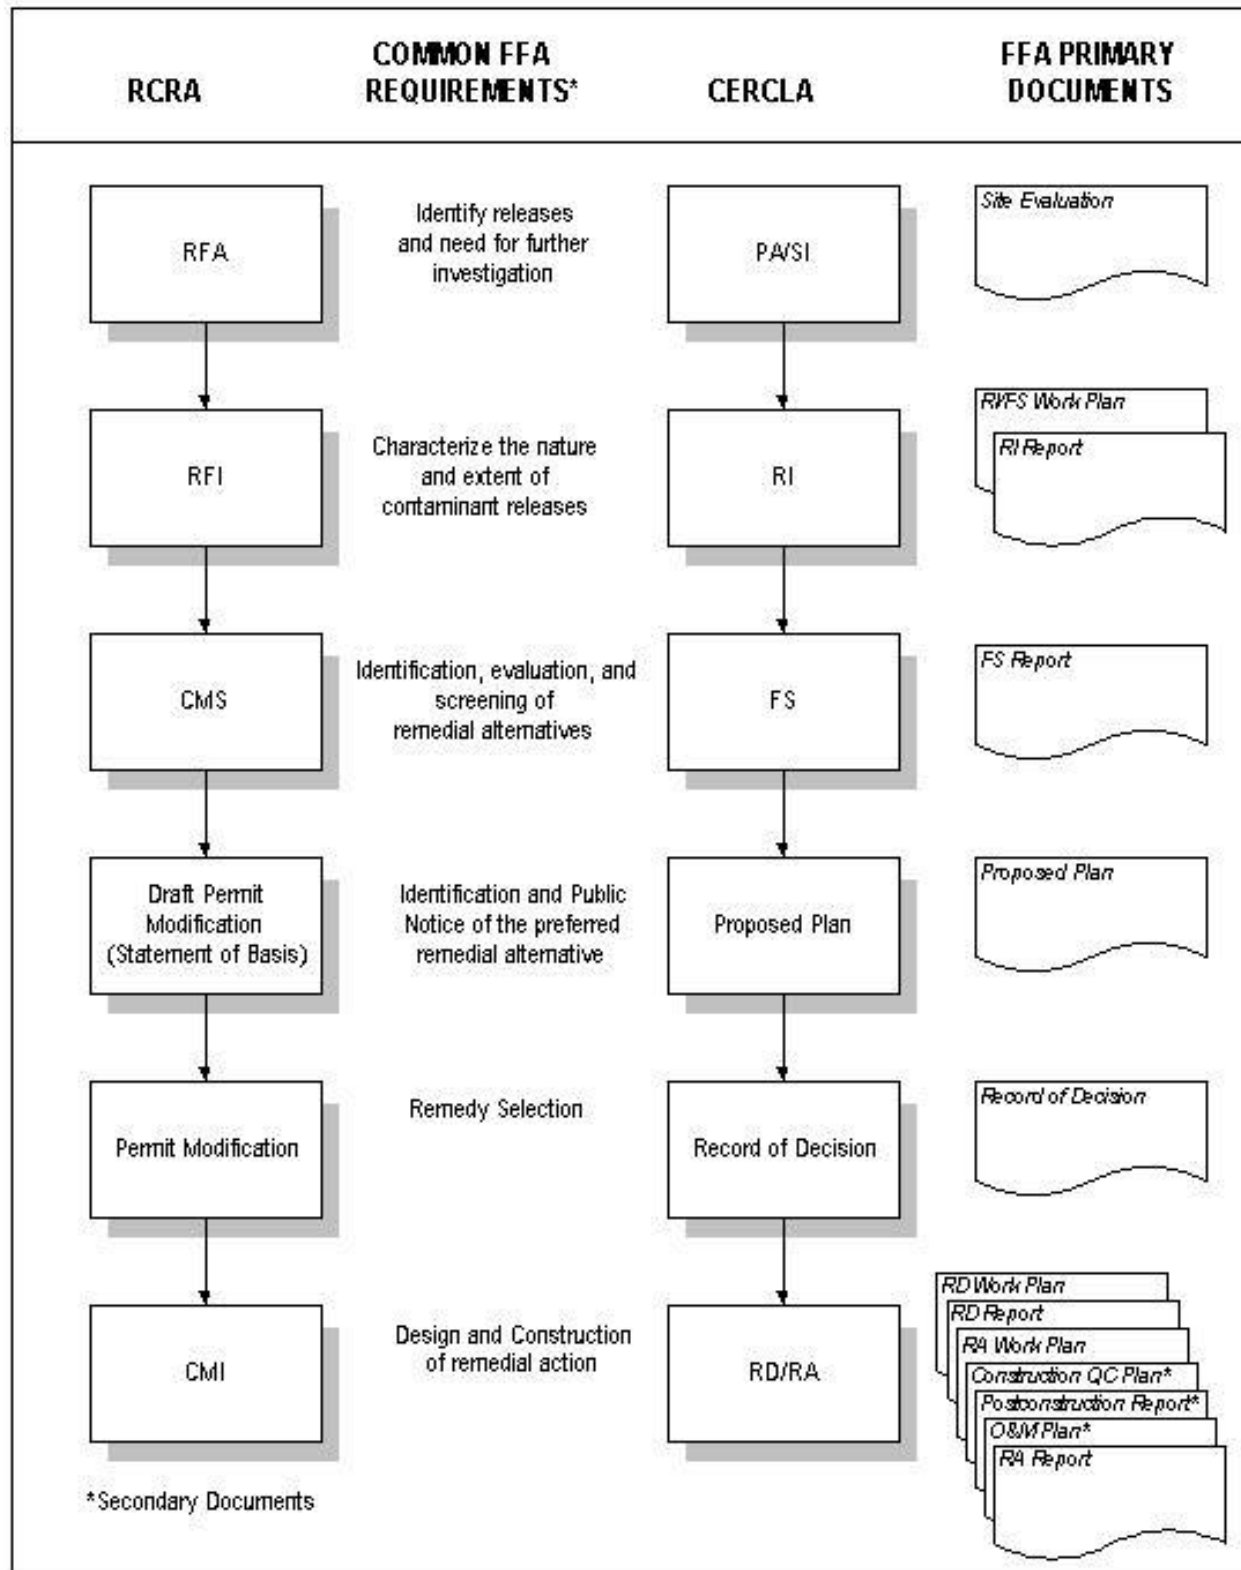 RCRA
COMMON FFA
REQUIREMENTS*
CERCLA
FFA PRIMARY
DOCUMENTS
RFA
Identify releases
and need for further
investigation
PA/SI
Site Evaluation
RFI
Characterize the nature
and extent of
contaminant releases
RI
RI/FS Work Plan
RI Report
CMS
Identification, evaluation, and
screening of
remedial alternatives
FS
FS Report
Draft Permit
Modification
(Statement of Basis)
Identification and Public
Notice of the preferred
remedial alternative
Proposed Plan
Proposed Plan
Permit Modification
Remedy Selection
Record of Decision
Record of Decision
CMI
Design and Construction
of remedial action
RD/RA
RD Work Plan
RD Report
RA Work Plan
Construction QC Plan*
Postconstruction Report*
O&M Plan*
RA Report
*Secondary Documents